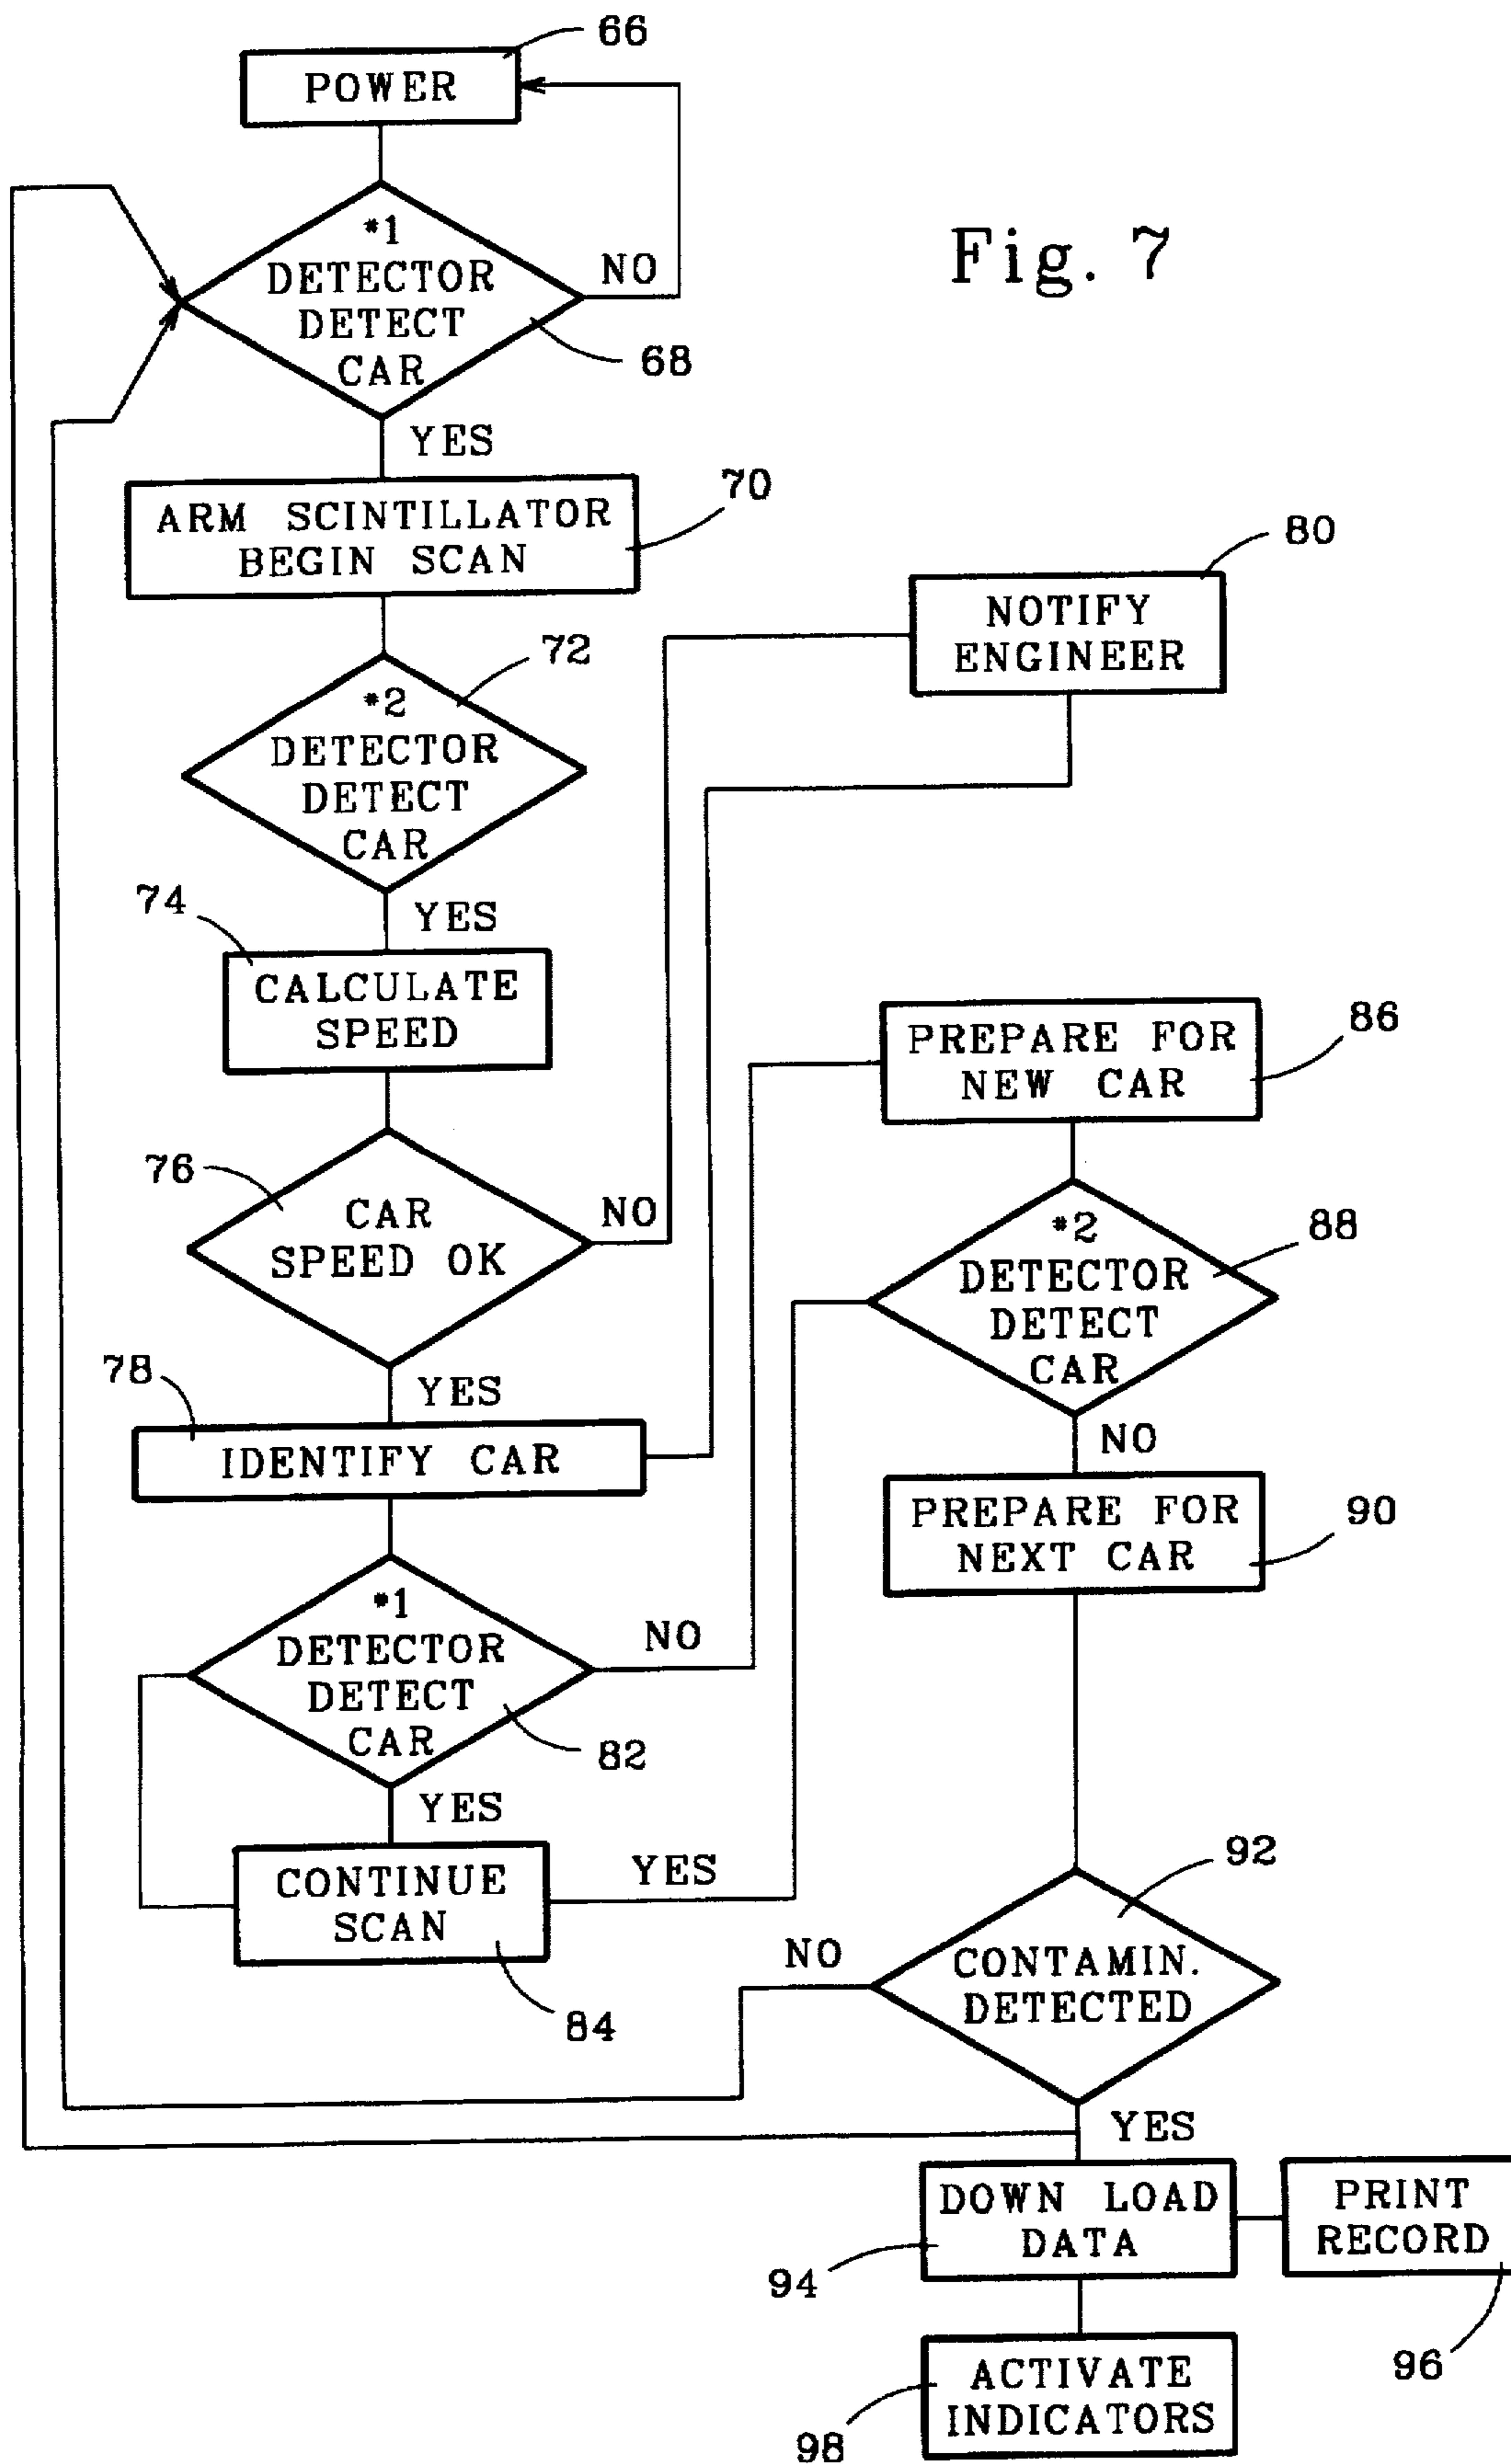 66
POWER
Fig. 7
*1
DETECTOR
DETECT
CAR
NO
68
YES
70
ARM SCINTILLATOR
BEGIN SCAN
80
NOTIFY
ENGINEER
72
*2
DETECTOR
DETECT
CAR
74
YES
CALCULATE
SPEED
76
CAR
SPEED OK
NO
78
YES
IDENTIFY CAR
*1
DETECTOR
DETECT
CAR
NO
82
YES
CONTINUE
SCAN
YES
84
86
PREPARE FOR
NEW CAR
88
*2
DETECTOR
DETECT
CAR
NO
PREPARE FOR
NEXT CAR
90
92
NO
CONTAMIN.
DETECTED
YES
DOWN LOAD
DATA
94
PRINT
RECORD
96
ACTIVATE
INDICATORS
98